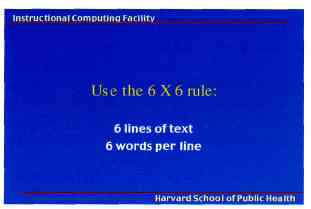 Instructional Computing Facility
Use the 6 X 6 rule:
6 lines of text
6 words per line
Harvard School of Public Health